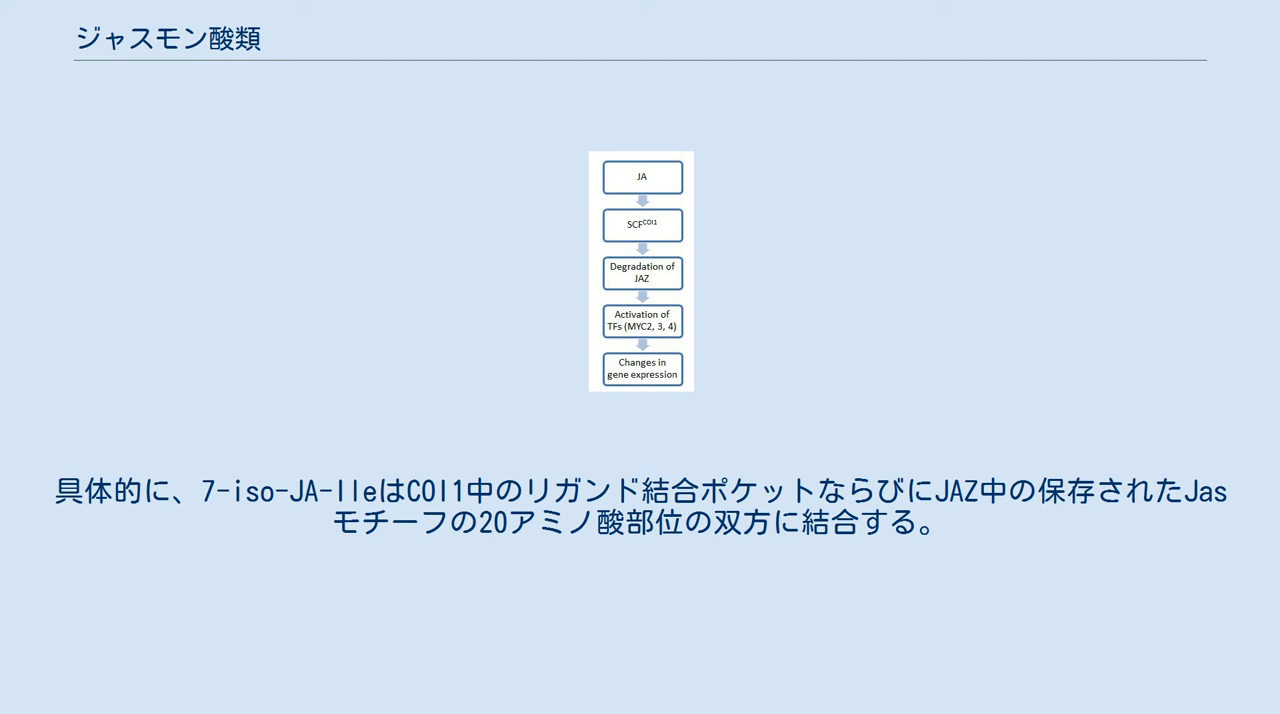 ジャスモン酸類
JA
SCFCOI1
Degradation of
JAZ
Activation of
TFs (MYC2, 3, 4)
Changes in
gene expression
具体的に、7-iso-JA-IleはCOI1中のリガンド結合ポケットならびにJAZ中の保存されたJas
モチーフの20アミノ酸部位の双方に結合する。